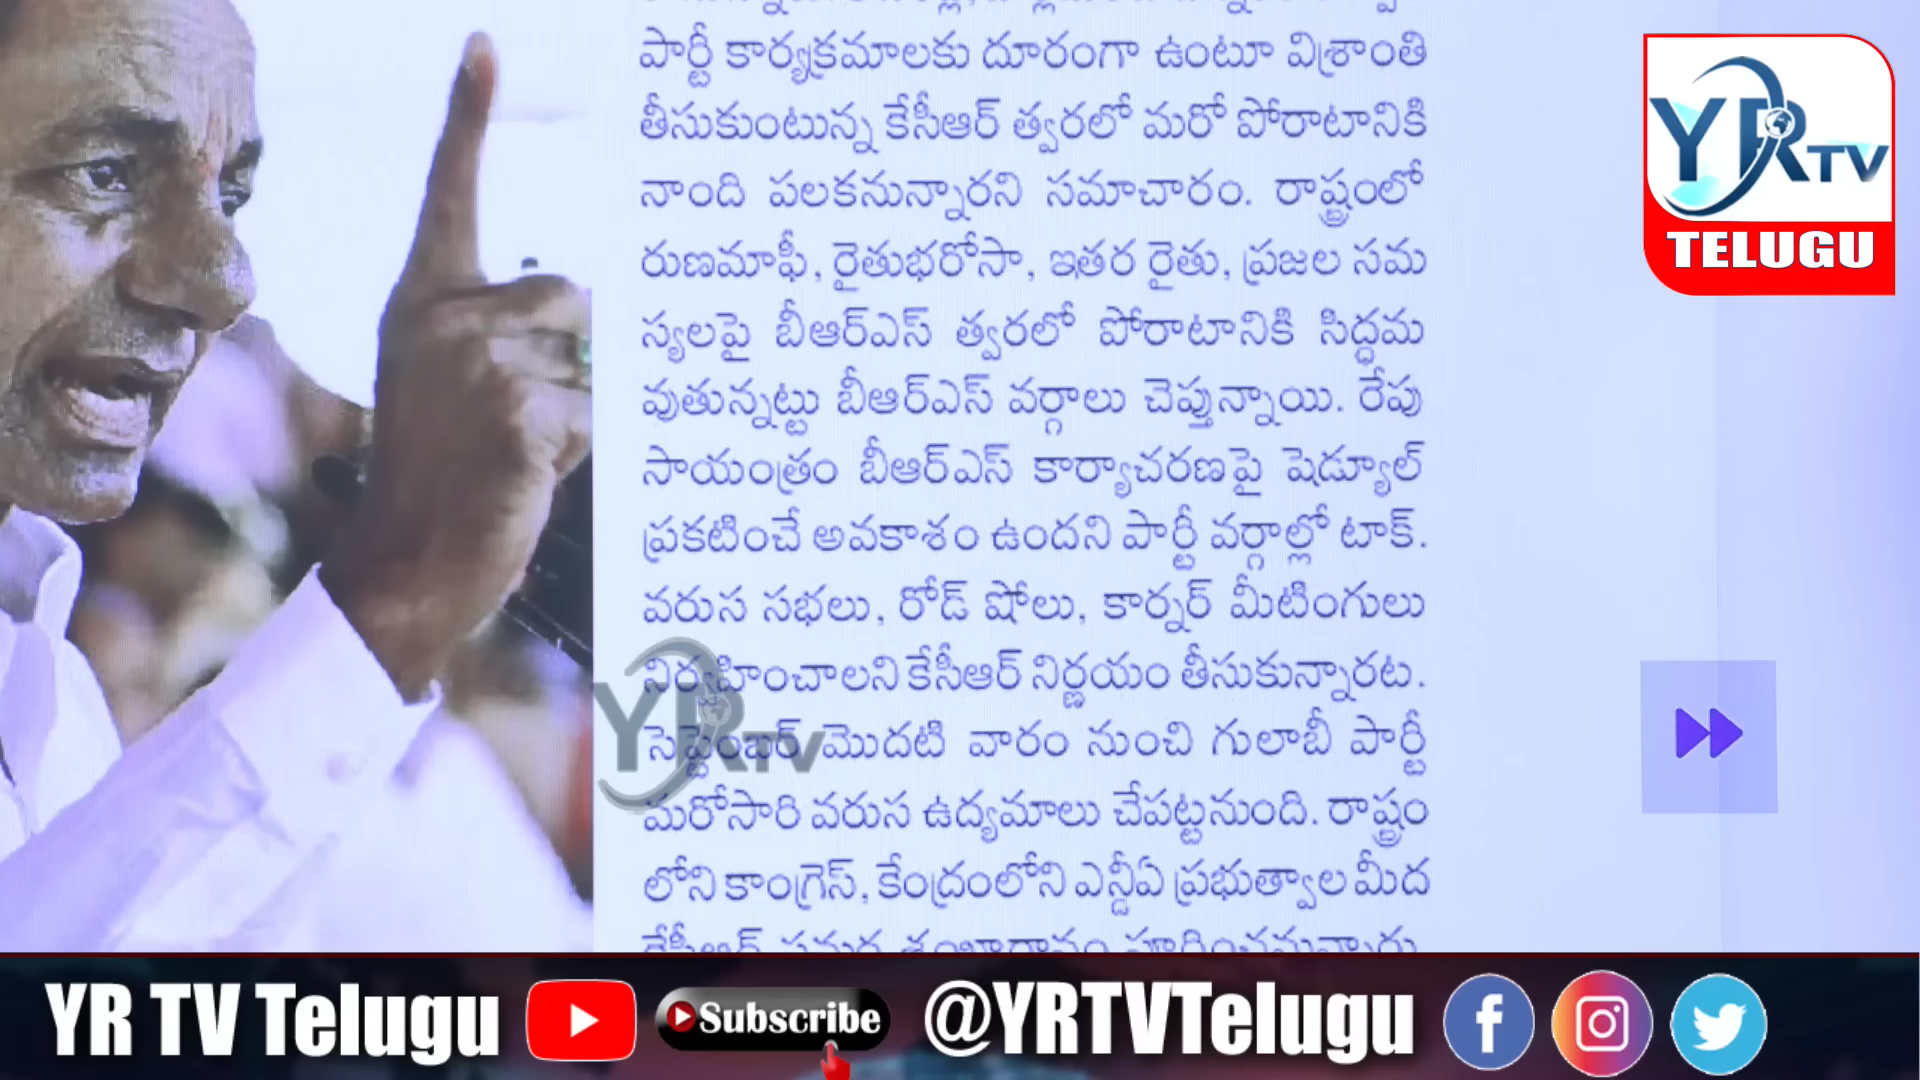 పార్టీ కార్యక్రమాలకు దూరంగా ఉంటూ విశ్రాంతి
తీసుకుంటున్న కేసీఆర్ త్వరలో మరో పోరాటానికి
నాంది పలకనున్నారని సమాచారం. రాష్ట్రంలో
రుణమాఫీ, రైతుభరోసా, ఇతర రైతు, ప్రజల సమ
స్యలపై బీఆర్ఎస్ త్వరలో పోరాటానికి సిద్ధమ
వుతున్నట్టు బీఆర్ఎస్ వర్గాలు చెప్తున్నాయి. రేపు
సాయంత్రం బీఆర్ఎస్ కార్యాచరణపై షెడ్యూల్
ప్రకటించే అవకాశం ఉందని పార్టీ వర్గాల్లో టాక్.
వరుస సభలు, రోడ్ షోలు, కార్నర్ మీటింగులు
నిర్వహించాలని కేసీఆర్ నిర్ణయం తీసుకున్నారట.
సెప్టెంబర్ మొదటి వారం నుంచి గులాబీ పార్టీ
మరోసారి వరుస ఉద్యమాలు చేపట్టనుంది. రాష్ట్రం
లోని కాంగ్రెస్, కేంద్రంలోని ఎన్డీఏ ప్రభుత్వాల మీద
YR TV
TELUGU
YR TV
YR TV Telugu
Subscribe
@YRTVTelugu